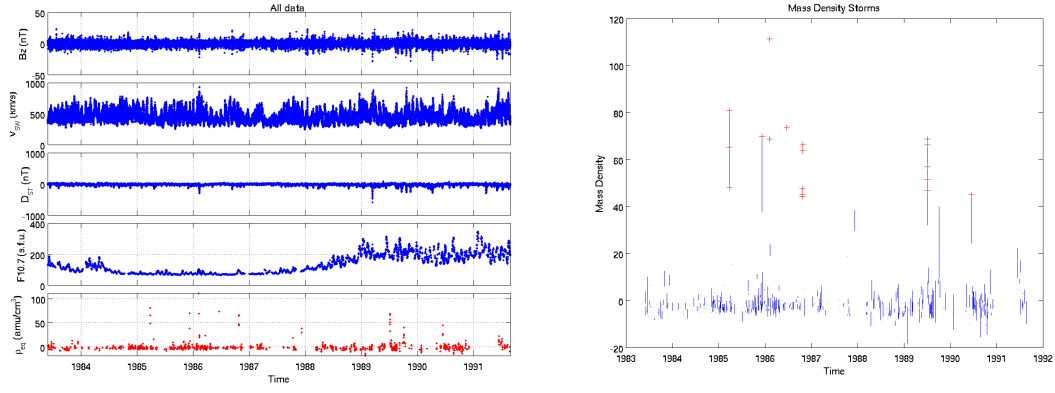 All data
50
0
-50
Bz (nT)
1000
500
0
V_SW (km/s)
1000
0
-1000
D_ST (nT)
400
200
0
F10.7 (s.f.u.)
100
50
0
ρ_eq (amu/cm³)
1984 1985 1986 1987 1988 1989 1990 1991
Time
Mass Density Storms
120
100
80
60
40
20
0
-20
Mass Density
1983 1984 1985 1986 1987 1988 1989 1990 1991 1992
Time